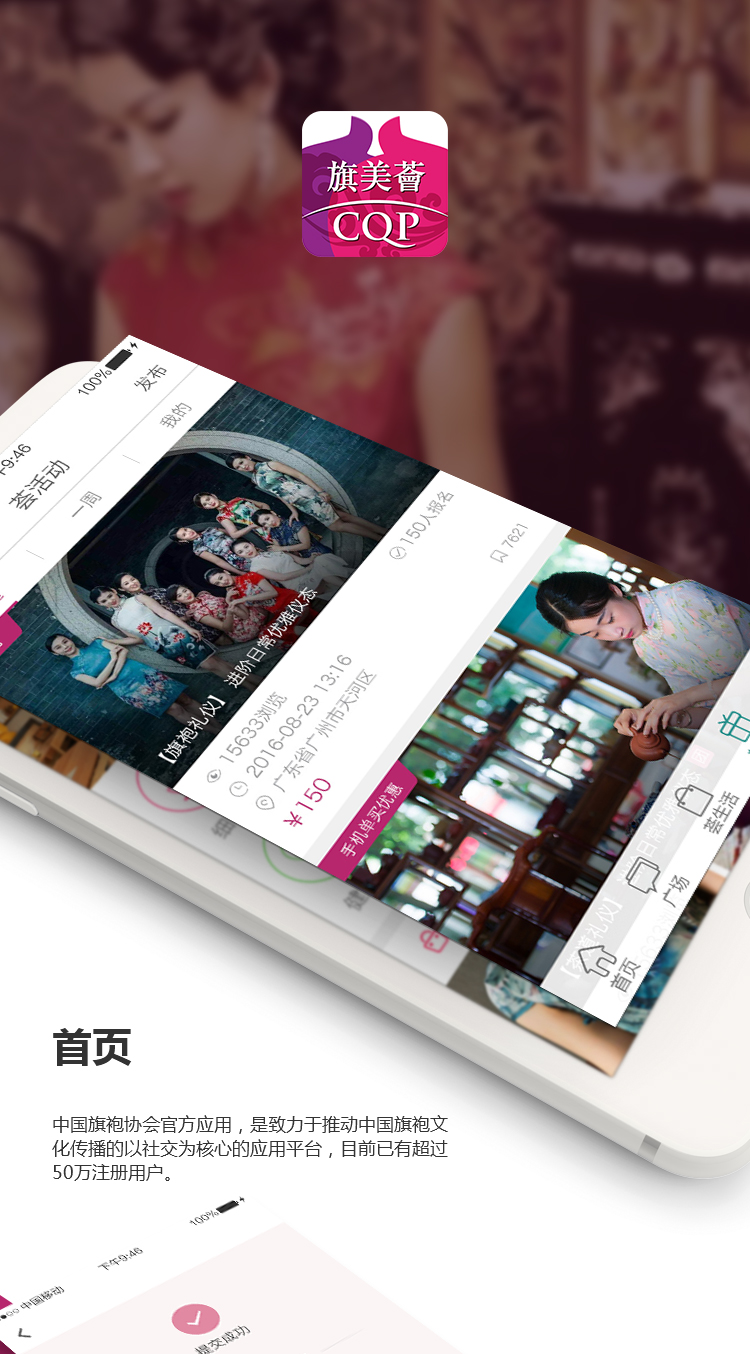 旗美薈
CQP
100%
发布
9:46
荟活动
我的
一周
【旗袍礼仪】 进阶日常优雅仪态
150人报名
7621
15633浏览
2016-08-23 13:16
广东省广州市天河区
￥150
手机单买优惠
荟生活
广场
首页
首页
中国旗袍协会官方应用，是致力于推动中国旗袍文
化传播的以社交为核心的应用平台，目前已有超过
50万注册用户。
100%
下午9:46
中国移动
提交成功